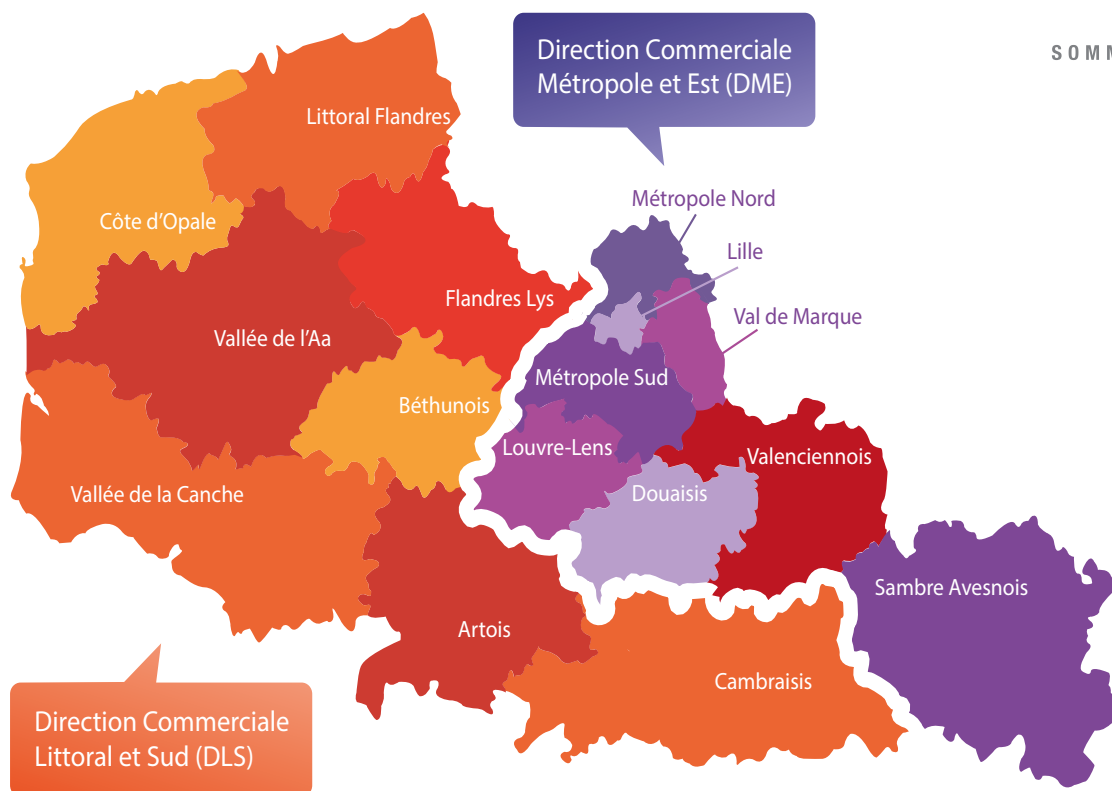 Direction Commerciale
Métropole et Est (DME)
SOMM
Littoral Flandres
Métropole Nord
Côte d'Opale
Lille
Flandres Lys
Val de Marque
Vallée de l'Aa
Métropole Sud
Béthunois
Louvre-Lens
Valenciennois
Vallée de la Canche
Douaisis
Sambre Avesnois
Artois
Cambraisis
Direction Commerciale
Littoral et Sud (DLS)